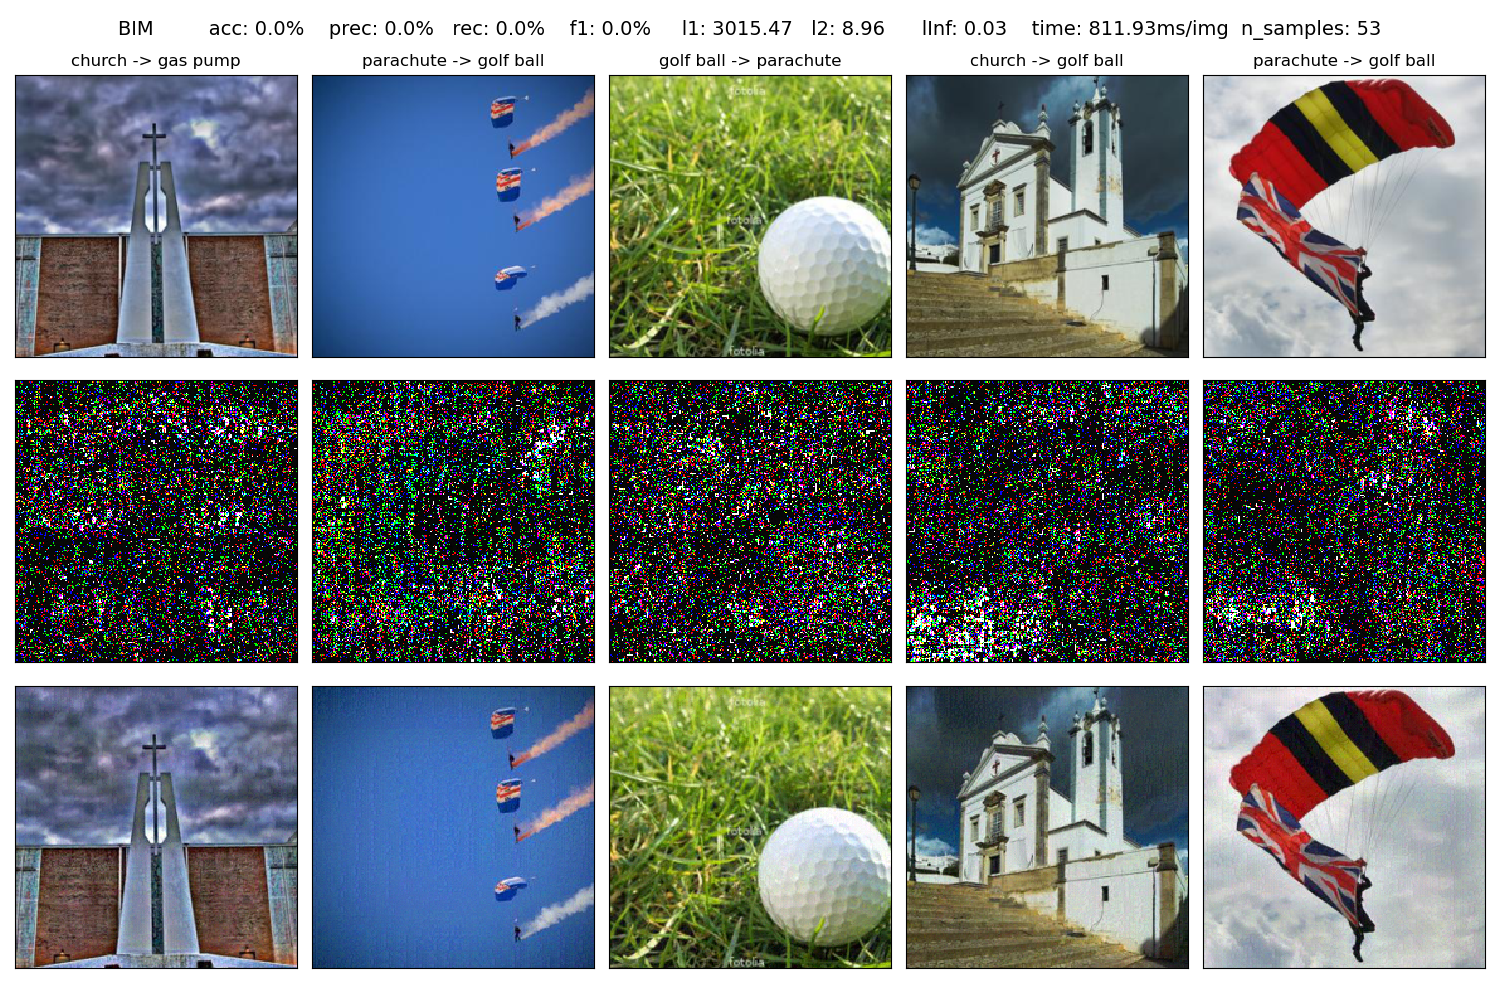 BIM acc: 0.0% prec: 0.0% rec: 0.0% f1: 0.0% l1: 3015.47 l2: 8.96 lInf: 0.03 time: 811.93ms/img n_samples: 53
church -> gas pump
parachute -> golf ball
golf ball -> parachute
church -> golf ball
parachute -> golf ball
fotolia
fotolia
fotolia
fotolia
fotolia
fotolia